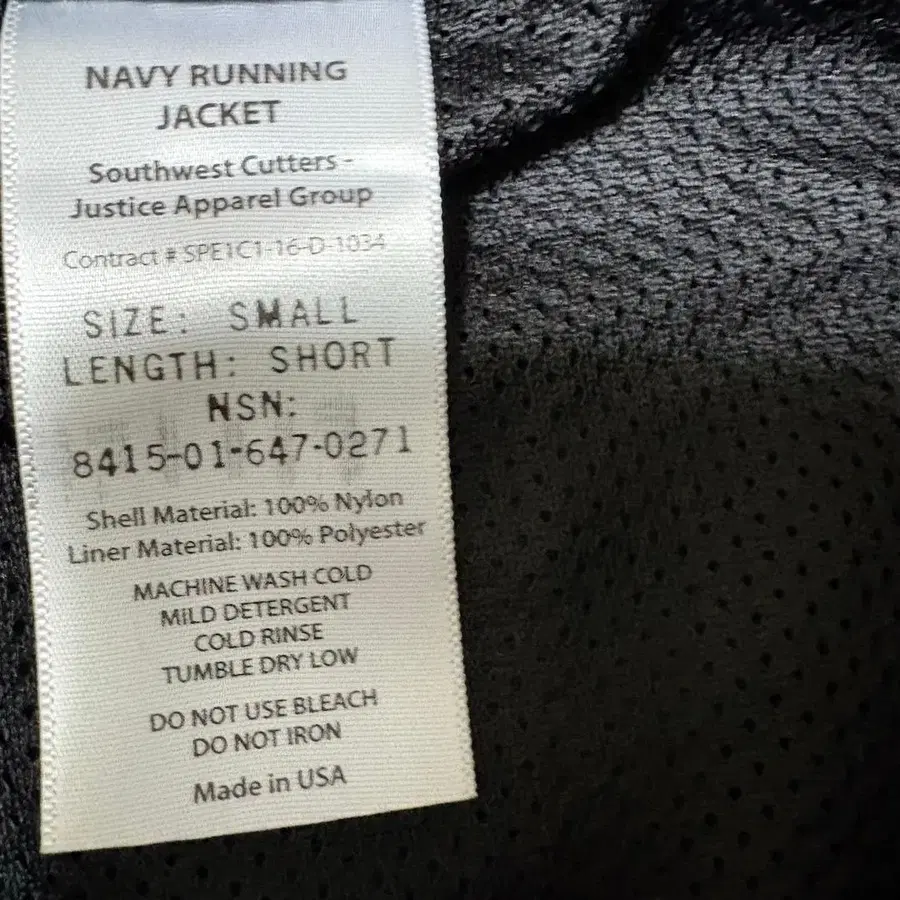 NAVY RUNNING
JACKET
Southwest Cutters -
Justice Apparel Group
Contract # SPE1C1-16-D-1034
SIZE: SMALL
LENGTH: SHORT
NSN:
8415-01-647-0271
Shell Material: 100% Nylon
Liner Material: 100% Polyester
MACHINE WASH COLD
MILD DETERGENT
COLD RINSE
TUMBLE DRY LOW
DO NOT USE BLEACH
DO NOT IRON
Made in USA